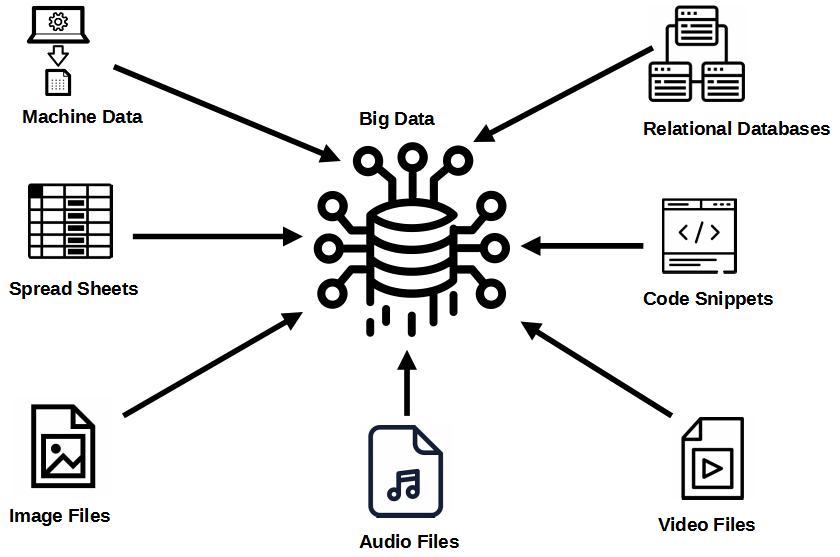 Machine Data
Big Data
Relational Databases
Spread Sheets
</>
Code Snippets
Image Files
Audio Files
Video Files